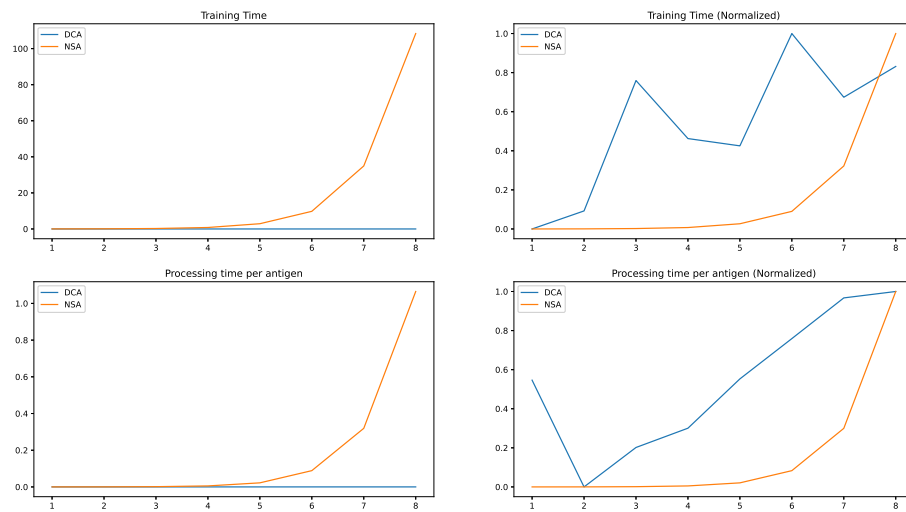 Training Time
DCA
NSA
100
80
60
40
20
0
1 2 3 4 5 6 7 8
Training Time (Normalized)
DCA
NSA
1.0
0.8
0.6
0.4
0.2
0.0
1 2 3 4 5 6 7 8
Processing time per antigen
DCA
NSA
1.0
0.8
0.6
0.4
0.2
0.0
1 2 3 4 5 6 7 8
Processing time per antigen (Normalized)
DCA
NSA
1.0
0.8
0.6
0.4
0.2
0.0
1 2 3 4 5 6 7 8